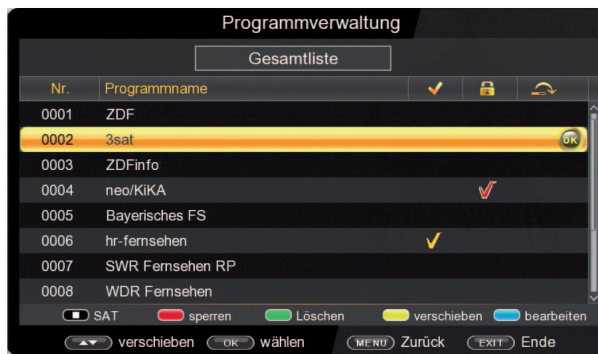 Programmverwaltung
Gesamtliste
Nr. Programmname
0001 ZDF
0002 3sat OK
0003 ZDFinfo
0004 neo/KiKA
0005 Bayerisches FS
0006 hr-fernsehen
0007 SWR Fernsehen RP
0008 WDR Fernsehen
SAT sperren Löschen verschieben bearbeiten
verschieben OK wählen MENU Zurück EXIT Ende